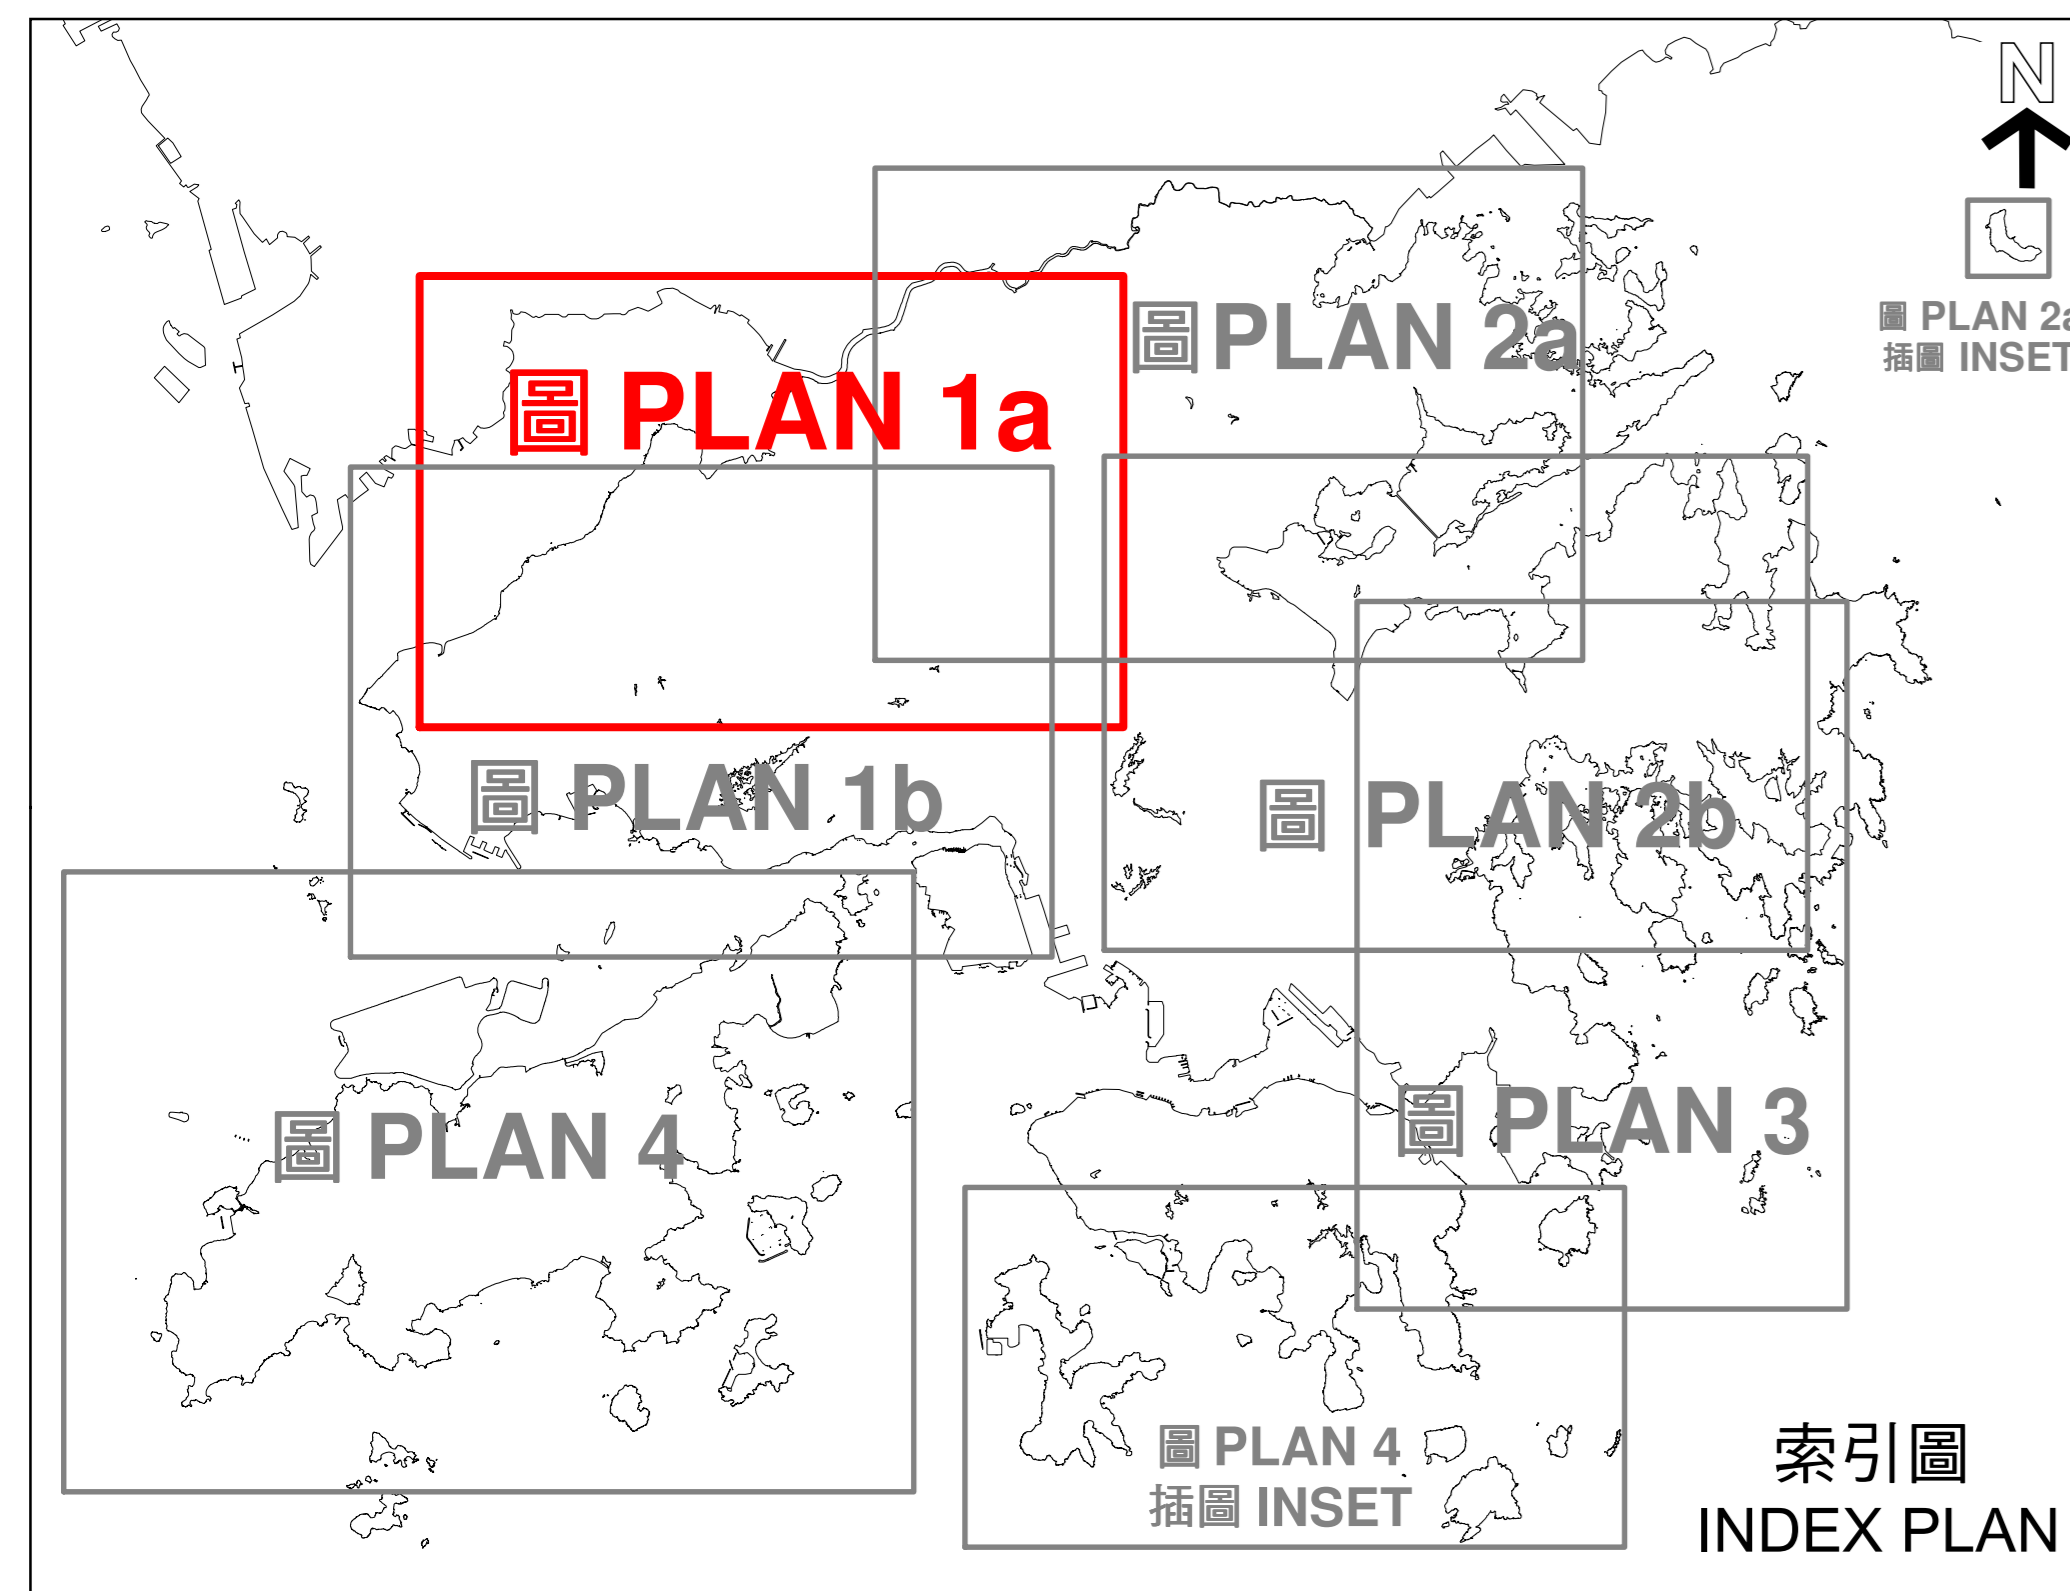 N
圖 PLAN 2a
圖 PLAN 2a
插圖 INSET
圖 PLAN 1a
圖 PLAN 1b
圖 PLAN 2b
圖 PLAN 4
圖 PLAN 3
圖 PLAN 4
插圖 INSET
索引圖
INDEX PLAN